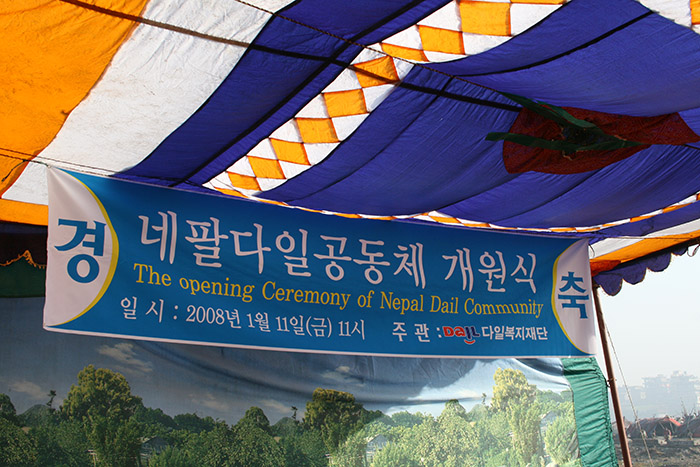 경 축
네팔다일공동체 개원식
The opening Ceremony of Nepal Dail Community
일 시 : 2008년 1월 11일(금) 11시 주 관 : DaIL 다일복지재단